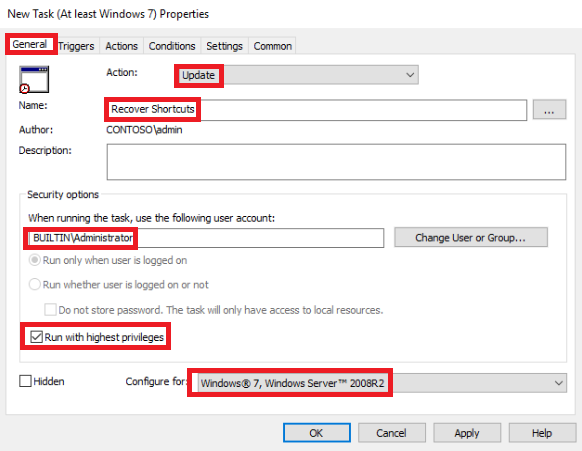 New Task (At least Windows 7) Properties
General Triggers Actions Conditions Settings Common
Action: Update
Name: Recover Shortcuts ...
Author: CONTOSO\admin
Description:
Security options
When running the task, use the following user account:
BUILTIN\Administrator Change User or Group...
Run only when user is logged on
Run whether user is logged on or not
Do not store password. The task will only have access to local resources.
Run with highest privileges
Hidden Configure for: Windows® 7, Windows Server™ 2008R2
OK Cancel Apply Help